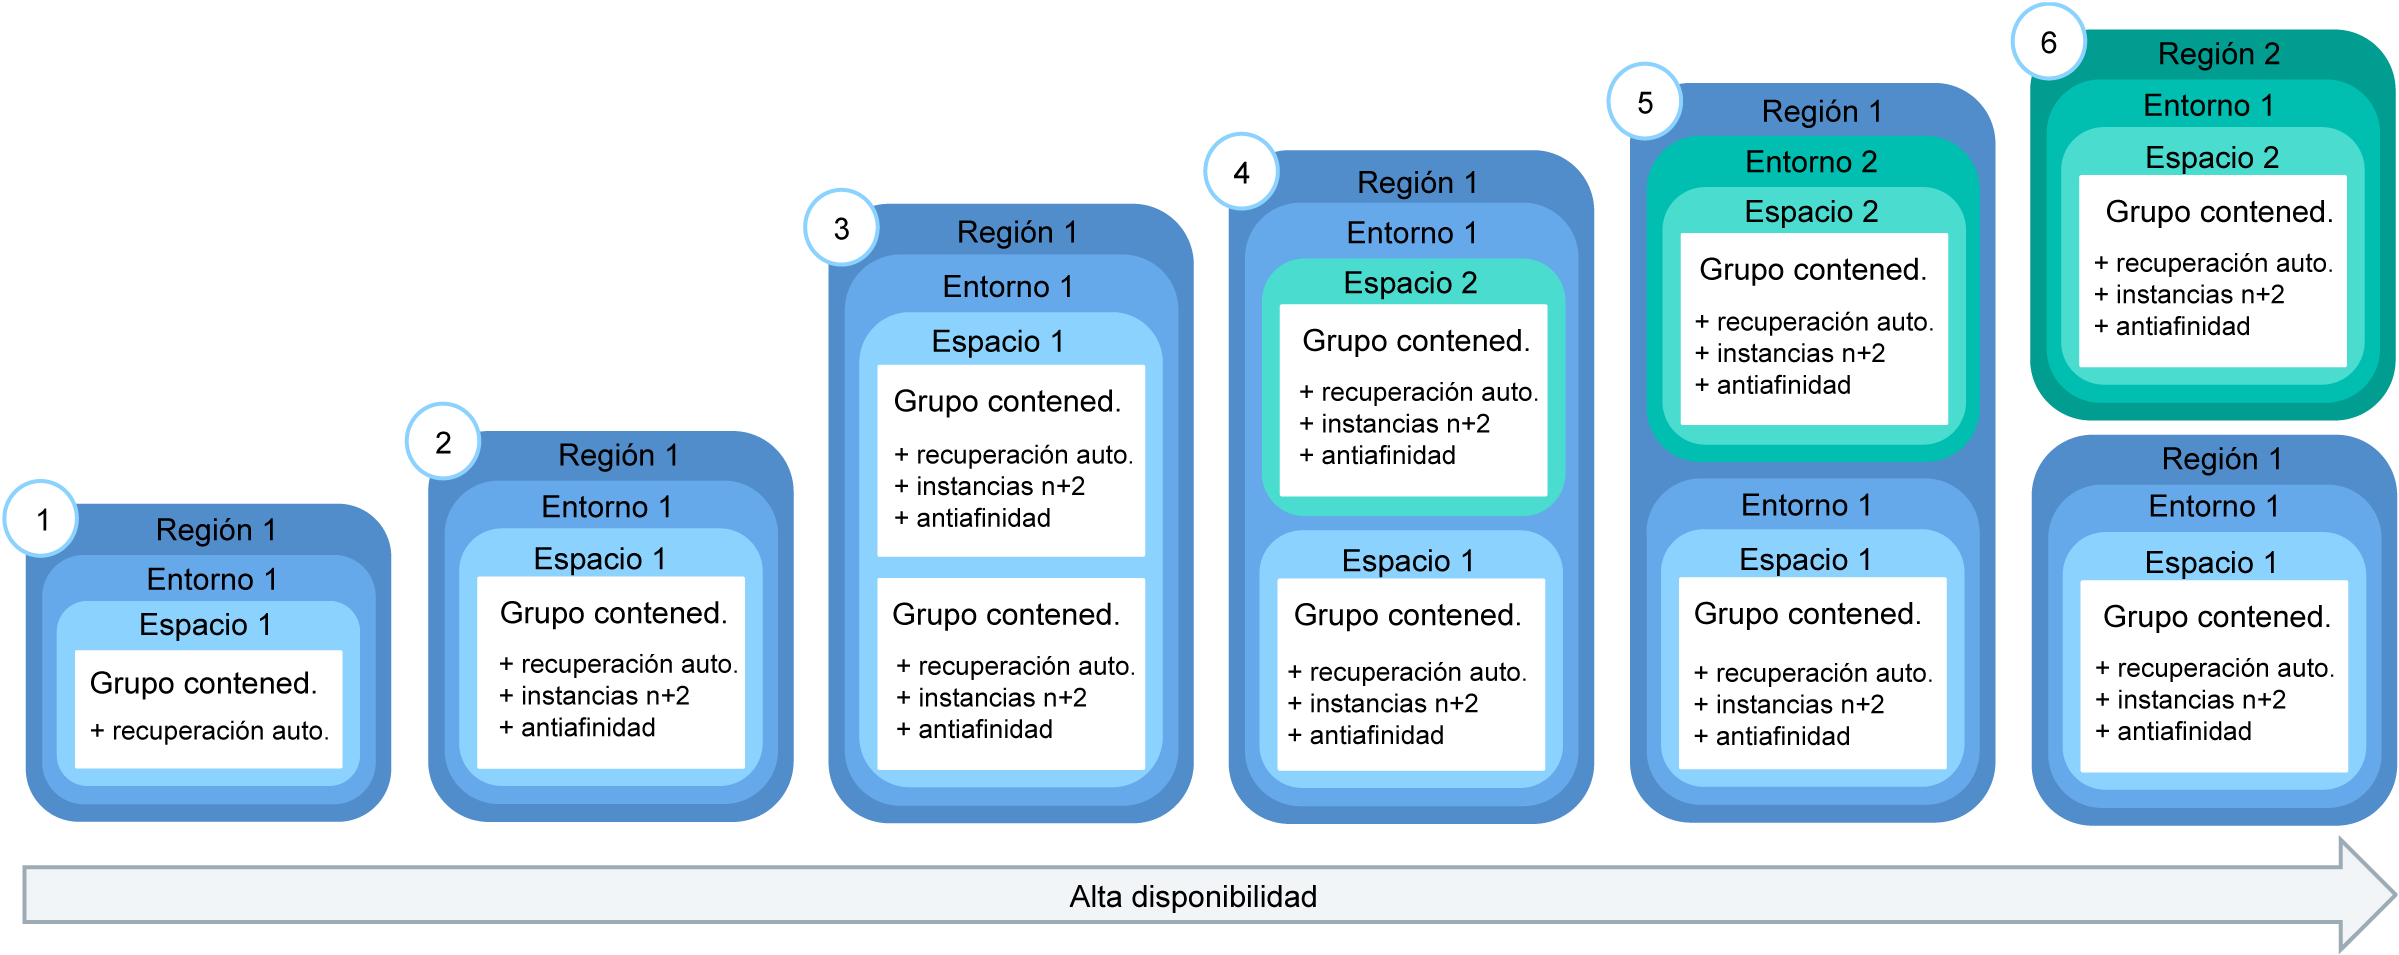 1
Región 1
Entorno 1
Espacio 1
Grupo contened.
+ recuperación auto.
2
Región 1
Entorno 1
Espacio 1
Grupo contened.
+ recuperación auto.
+ instancias n+2
+ antiafinidad
3
Región 1
Entorno 1
Espacio 1
Grupo contened.
+ recuperación auto.
+ instancias n+2
+ antiafinidad
Grupo contened.
+ recuperación auto.
+ instancias n+2
+ antiafinidad
4
Región 1
Entorno 1
Espacio 2
Grupo contened.
+ recuperación auto.
+ instancias n+2
+ antiafinidad
Espacio 1
Grupo contened.
+ recuperación auto.
+ instancias n+2
+ antiafinidad
5
Región 1
Entorno 2
Espacio 2
Grupo contened.
+ recuperación auto.
+ instancias n+2
+ antiafinidad
Entorno 1
Espacio 1
Grupo contened.
+ recuperación auto.
+ instancias n+2
+ antiafinidad
6
Región 2
Entorno 1
Espacio 2
Grupo contened.
+ recuperación auto.
+ instancias n+2
+ antiafinidad
Región 1
Entorno 1
Espacio 1
Grupo contened.
+ recuperación auto.
+ instancias n+2
+ antiafinidad
Alta disponibilidad